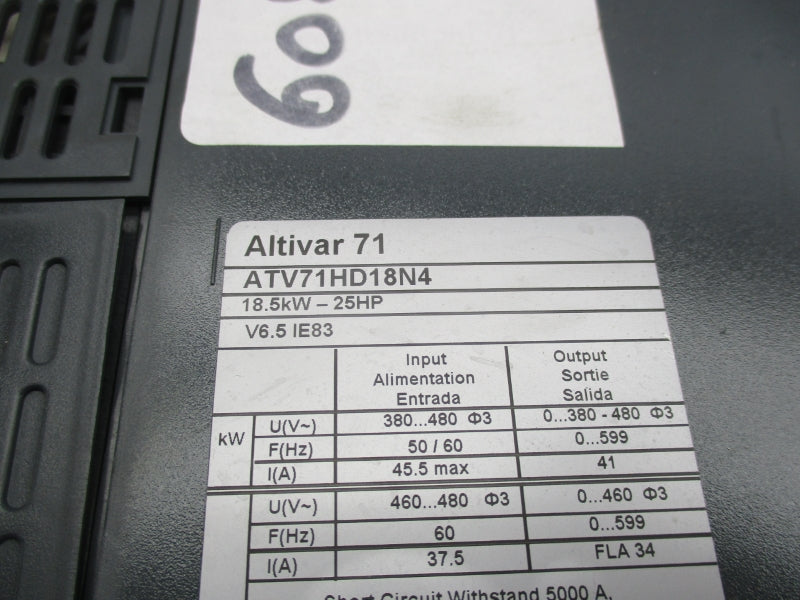 Altivar 71
ATV71HD18N4
18.5kW – 25HP
V6.5 IE83
Input Output
Alimentation Sortie
Entrada Salida
kW
U(V~) 380...480 Φ3 0...380 - 480 Φ3
F(Hz) 50 / 60 0...599
I(A) 45.5 max 41
U(V~) 460...480 Φ3 0...460 Φ3
F(Hz) 60 0...599
I(A) 37.5 FLA 34
Short Circuit Withstand 5000 A,